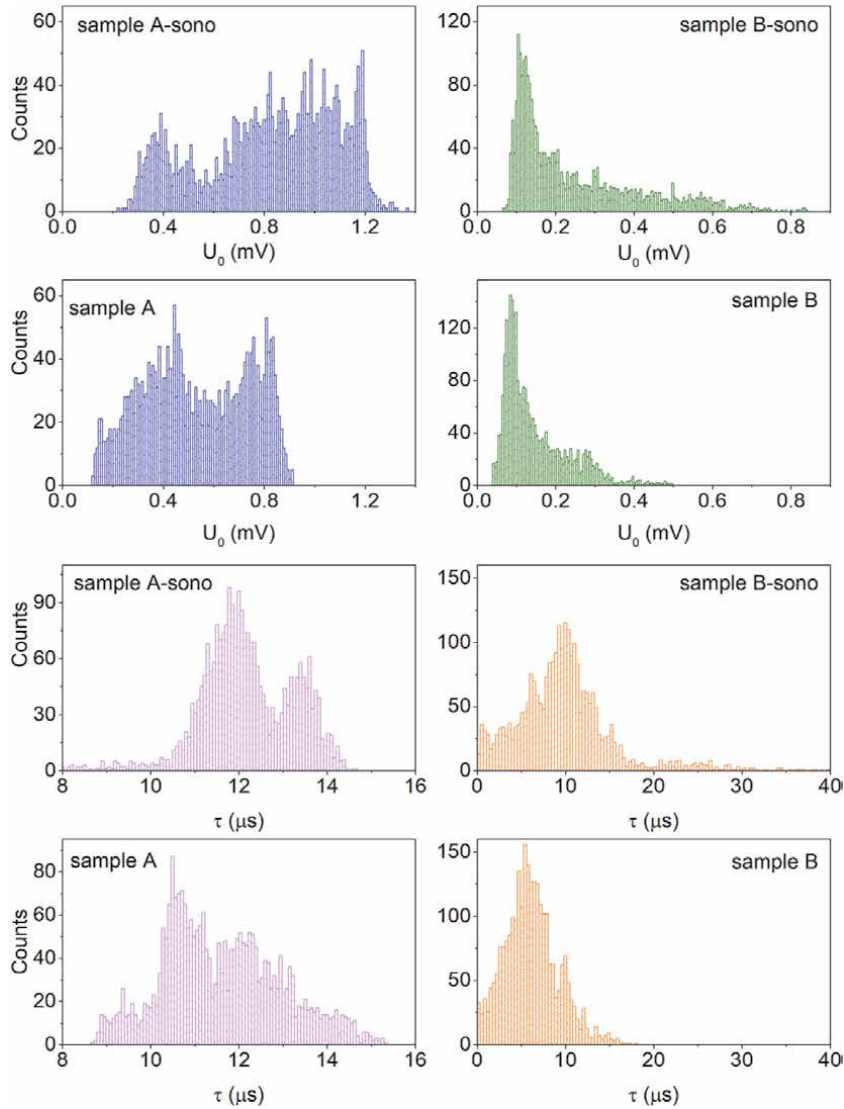 sample A-sono
Counts
60
40
20
0
0.0 0.4 0.8 1.2
U0 (mV)
sample B-sono
120
80
40
0
0.0 0.2 0.4 0.6 0.8
U0 (mV)
sample A
Counts
60
40
20
0
0.0 0.4 0.8 1.2
U0 (mV)
sample B
120
80
40
0
0.0 0.2 0.4 0.6 0.8
U0 (mV)
sample A-sono
Counts
90
60
30
0
8 10 12 14 16
τ (μs)
sample B-sono
150
100
50
0
0 10 20 30 40
τ (μs)
sample A
Counts
80
60
40
20
0
8 10 12 14 16
τ (μs)
sample B
150
100
50
0
0 10 20 30 40
τ (μs)